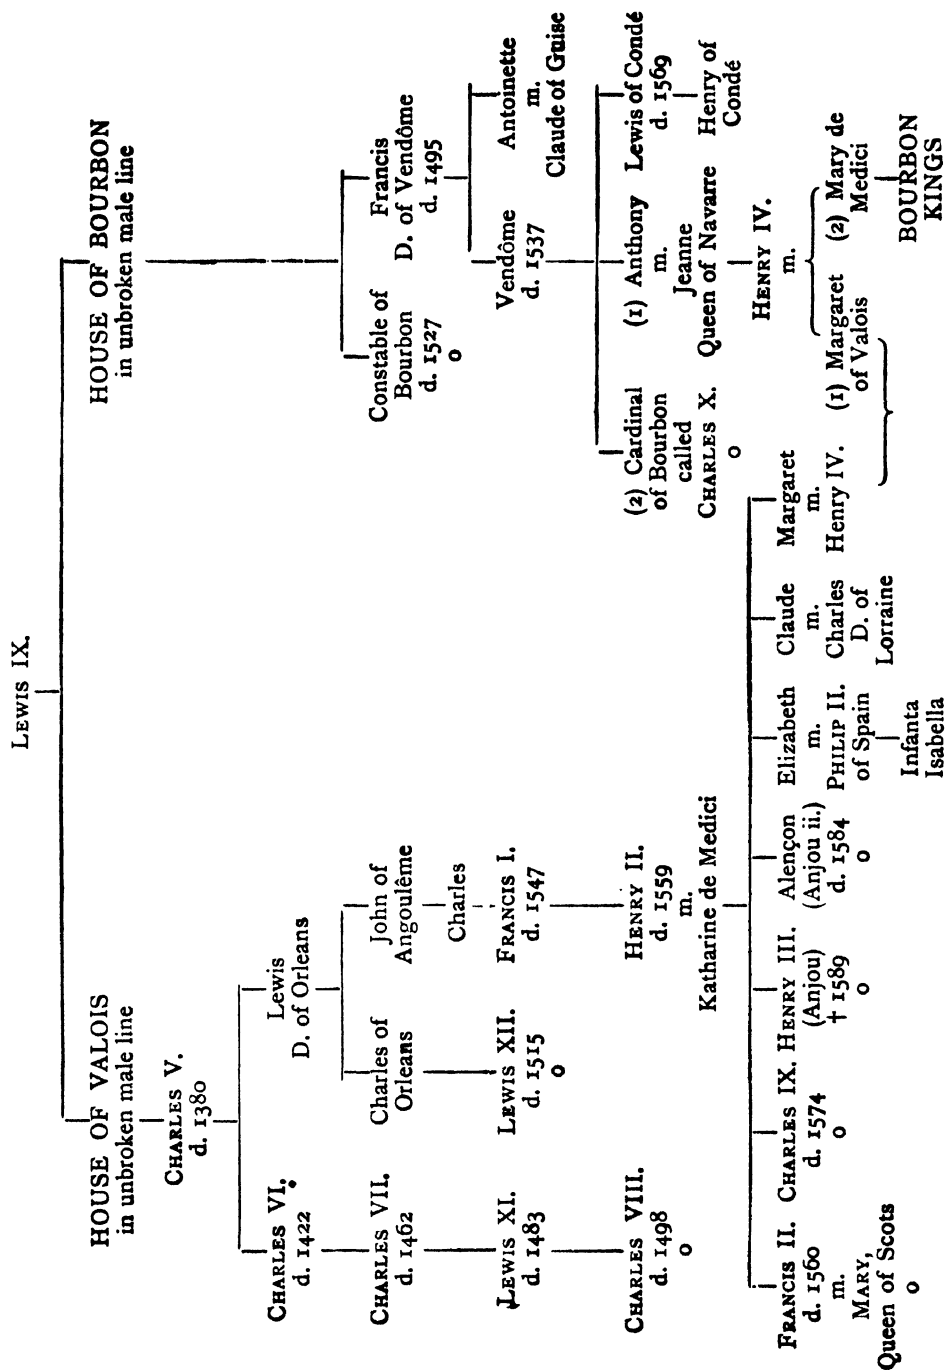 LEWIS IX.
HOUSE OF VALOIS
in unbroken male line
HOUSE OF BOURBON
in unbroken male line
CHARLES V.
d. 1380
CHARLES VI.
d. 1422
Lewis
D. of Orleans
Constable of
Bourbon
d. 1527
o
Francis
D. of Vendôme
d. 1495
CHARLES VII.
d. 1462
Charles of
Orleans
John of
Angoulême
Charles
Vendôme
d. 1537
Antoinette
m.
Claude of Guise
LEWIS XI.
d. 1483
LEWIS XII.
d. 1515
o
FRANCIS I.
d. 1547
CHARLES VIII.
d. 1498
o
HENRY II.
d. 1559
m.
Katharine de Medici
(2) Cardinal
of Bourbon
called
CHARLES X.
o
(1) Anthony
m.
Jeanne
Queen of Navarre
Lewis of Condé
d. 1569
Henry of
Condé
FRANCIS II.
d. 1560
m.
MARY,
Queen of Scots
o
CHARLES IX.
d. 1574
o
HENRY III.
(Anjou)
† 1589
o
Alençon
(Anjou ii.)
d. 1584
o
Elizabeth
m.
PHILIP II.
of Spain
Infanta
Isabella
Claude
m.
Charles
D. of
Lorraine
Margaret
m.
Henry IV.
HENRY IV.
m.
(1) Margaret
of Valois
(2) Mary de
Medici
BOURBON
KINGS